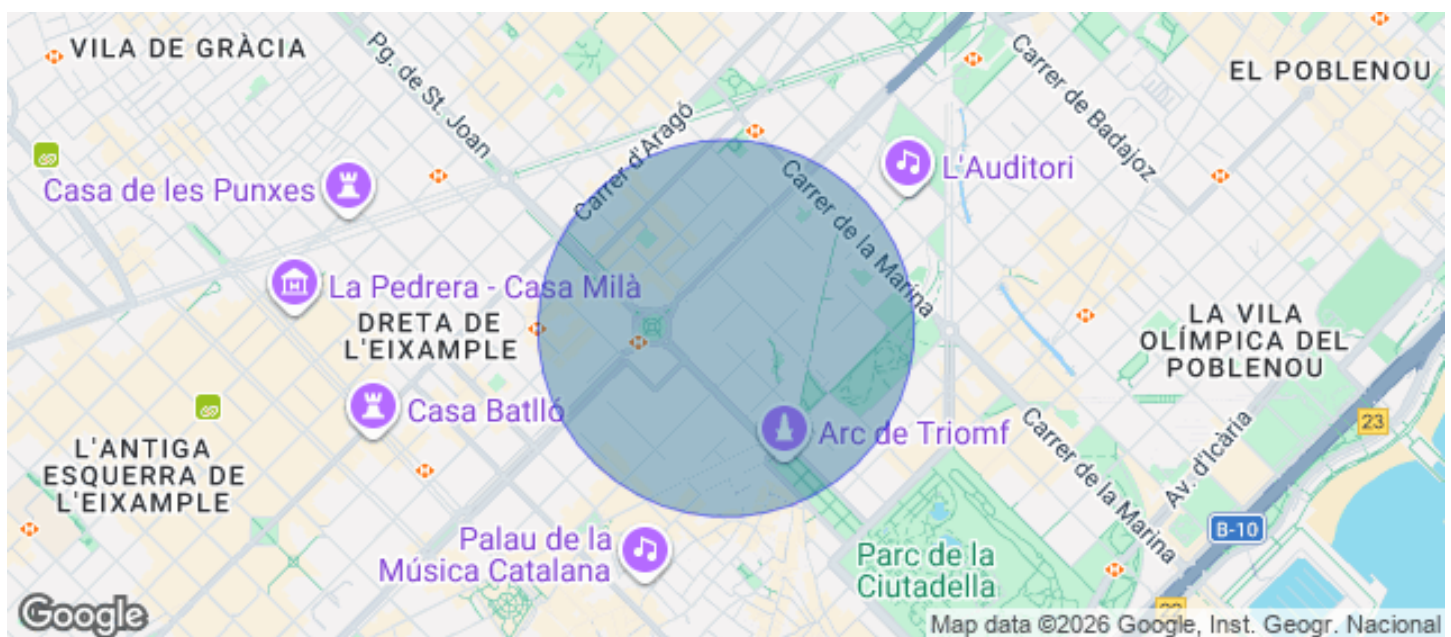 VILA DE GRÀCIA
Pg. de St. Joan
Carrer d'Aragó
Carrer de Badajoz
EL POBLENOU
Casa de les Punxes
L'Auditori
Carrer de la Marina
La Pedrera - Casa Milà
DRETA DE
L'EIXAMPLE
LA VILA
OLÍMPICA DEL
POBLENOU
Casa Batlló
Arc de Triomf
L'ANTIGA
ESQUERRA DE
L'EIXAMPLE
Carrer de la Marina
Av. d'Icària
23
B-10
Palau de la
Música Catalana
Parc de la
Ciutadella
Google
Map data ©2026 Google, Inst. Geogr. Nacional